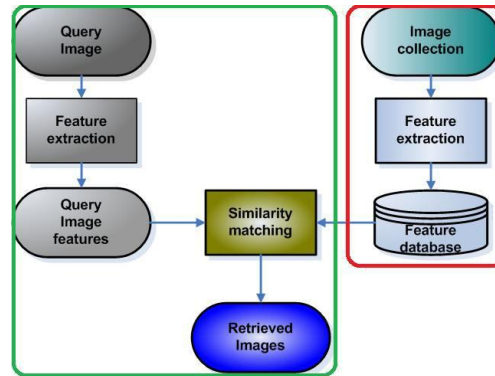 Query
Image
Image
collection
Feature
extraction
Feature
extraction
Query
Image
features
Similarity
matching
Feature
database
Retrieved
Images